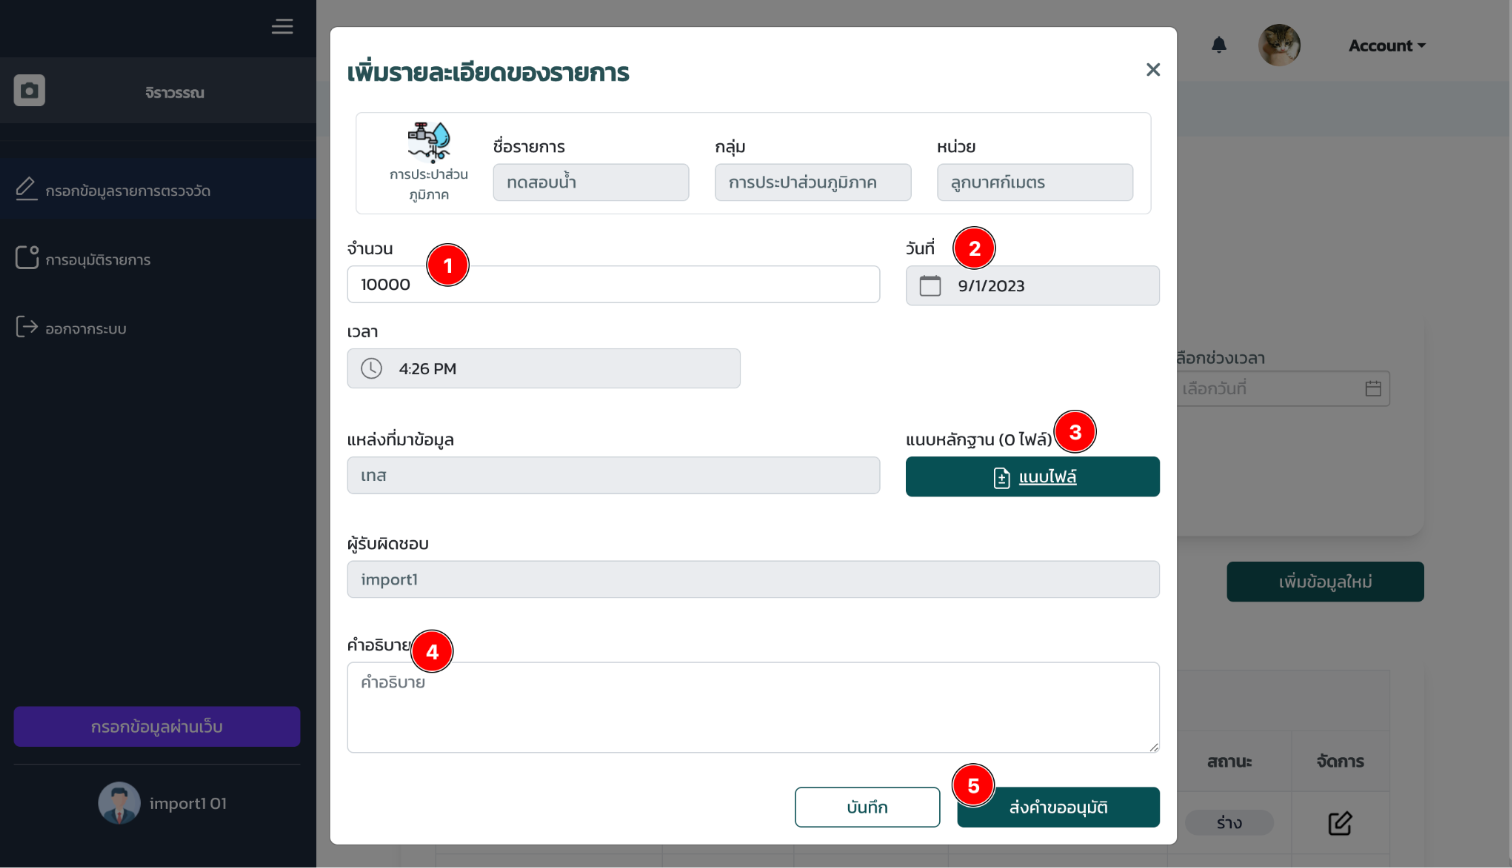 จิราวรรณ
กรอกข้อมูลรายการตรวจวัด
การอนุมัติรายการ
ออกจากระบบ
กรอกข้อมูลผ่านเว็บ
import1 01
Account
เพิ่มรายละเอียดของรายการ
การประปาส่วน
ภูมิภาค
ชื่อรายการ
กลุ่ม
หน่วย
ทดสอบน้ำ
การประปาส่วนภูมิภาค
ลูกบาศก์เมตร
จำนวน
1
วันที่
2
10000
9/1/2023
เวลา
4:26 PM
แหล่งที่มาข้อมูล
แนบหลักฐาน (0 ไฟล์)
3
เทส
แนบไฟล์
ผู้รับผิดชอบ
import1
คำอธิบาย
4
คำอธิบาย
5
บันทึก
ส่งคำขออนุมัติ
ลือกช่วงเวลา
เลือกวันที่
เพิ่มข้อมูลใหม่
สถานะ
จัดการ
ร่าง